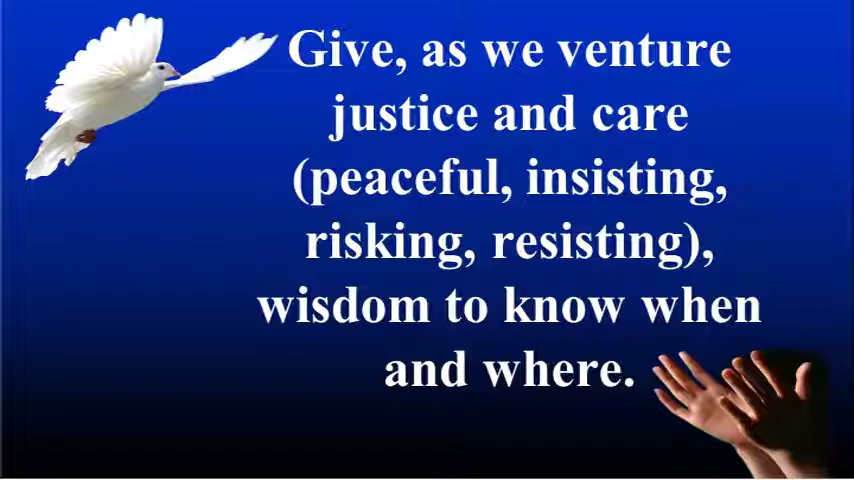 Give, as we venture
justice and care
(peaceful, insisting,
risking, resisting),
wisdom to know when
and where.